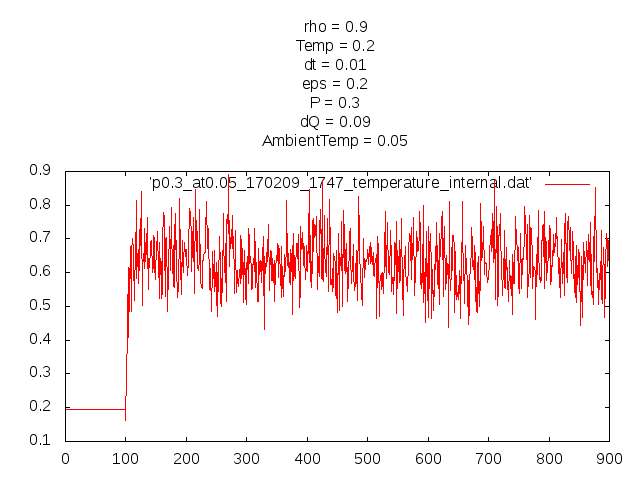 rho = 0.9
Temp = 0.2
dt = 0.01
eps = 0.2
P = 0.3
dQ = 0.09
AmbientTemp = 0.05
0.9
'p0.3_at0.05_170209_1747_temperature_internal.dat'
0.8
0.7
0.6
0.5
0.4
0.3
0.2
0.1
0 100 200 300 400 500 600 700 800 900